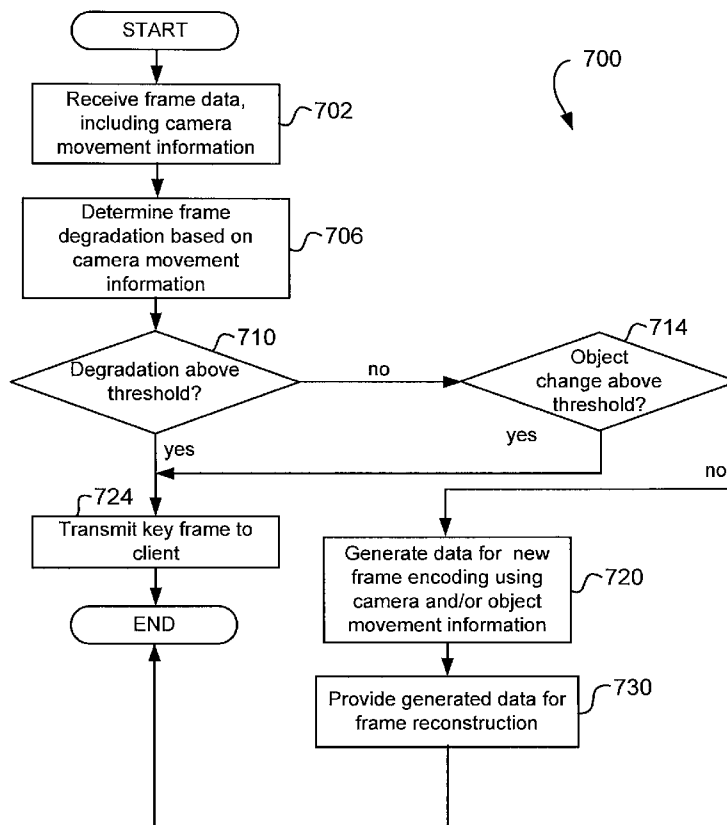 START
700
Receive frame data,
including camera
movement information
702
Determine frame
degradation based on
camera movement
information
706
710
Degradation above
threshold?
no
714
Object
change above
threshold?
yes
yes
no
724
Transmit key frame to
client
Generate data for new
frame encoding using
camera and/or object
movement information
720
END
Provide generated data for
frame reconstruction
730